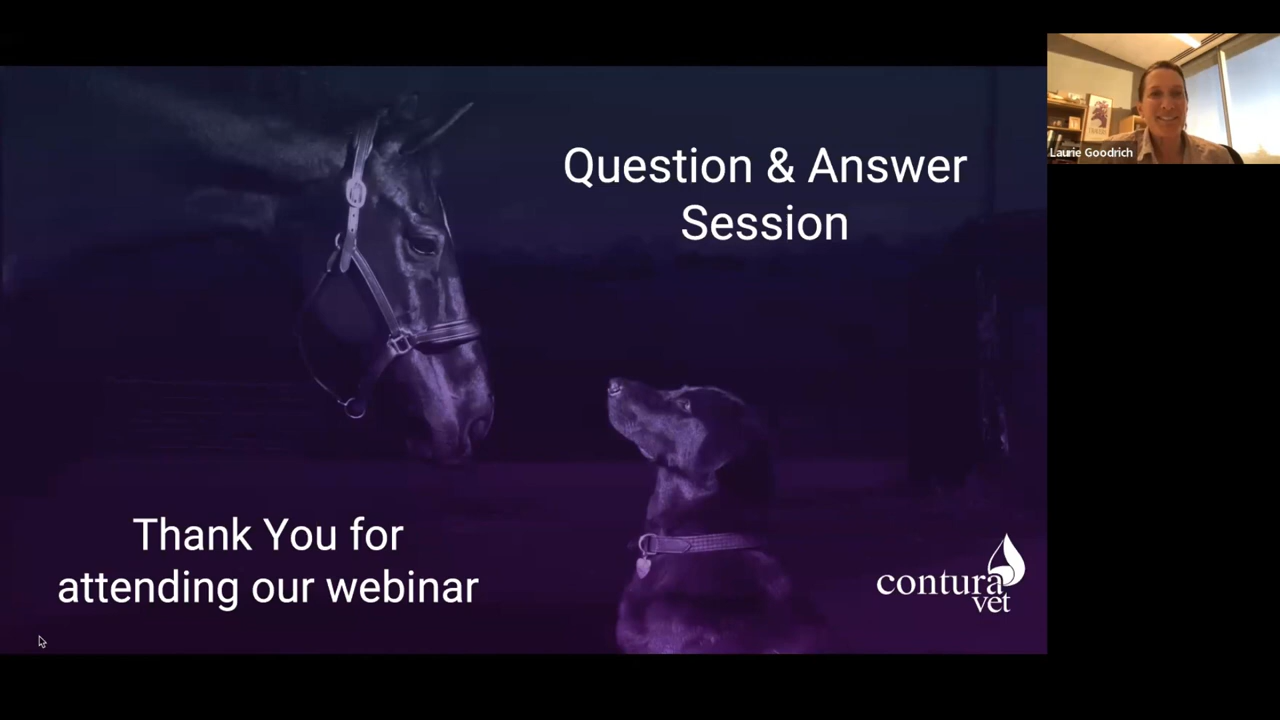 Question & Answer
Session
Laurie Goodrich
Thank You for
attending our webinar
contura
vet